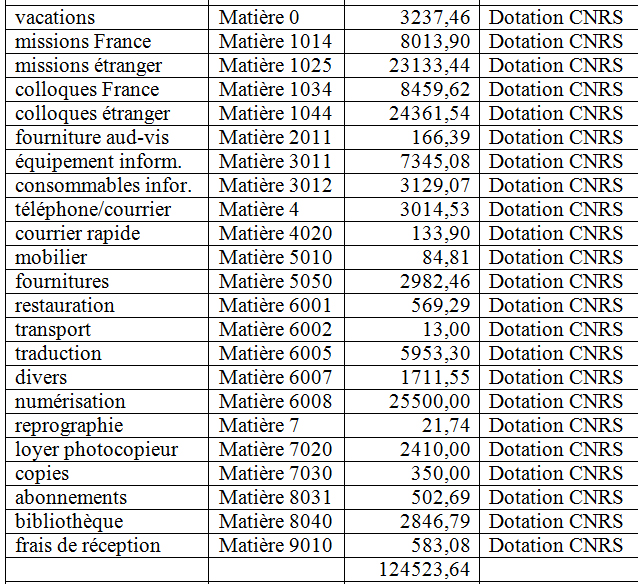 vacations Matière 0 3237,46 Dotation CNRS
missions France Matière 1014 8013,90 Dotation CNRS
missions étranger Matière 1025 23133,44 Dotation CNRS
colloques France Matière 1034 8459,62 Dotation CNRS
colloques étranger Matière 1044 24361,54 Dotation CNRS
fourniture aud-vis Matière 2011 166,39 Dotation CNRS
équipement inform. Matière 3011 7345,08 Dotation CNRS
consommables infor. Matière 3012 3129,07 Dotation CNRS
téléphone/courrier Matière 4 3014,53 Dotation CNRS
courrier rapide Matière 4020 133,90 Dotation CNRS
mobilier Matière 5010 84,81 Dotation CNRS
fournitures Matière 5050 2982,46 Dotation CNRS
restauration Matière 6001 569,29 Dotation CNRS
transport Matière 6002 13,00 Dotation CNRS
traduction Matière 6005 5953,30 Dotation CNRS
divers Matière 6007 1711,55 Dotation CNRS
numérisation Matière 6008 25500,00 Dotation CNRS
reprographie Matière 7 21,74 Dotation CNRS
loyer photocopieur Matière 7020 2410,00 Dotation CNRS
copies Matière 7030 350,00 Dotation CNRS
abonnements Matière 8031 502,69 Dotation CNRS
bibliothèque Matière 8040 2846,79 Dotation CNRS
frais de réception Matière 9010 583,08 Dotation CNRS
124523,64